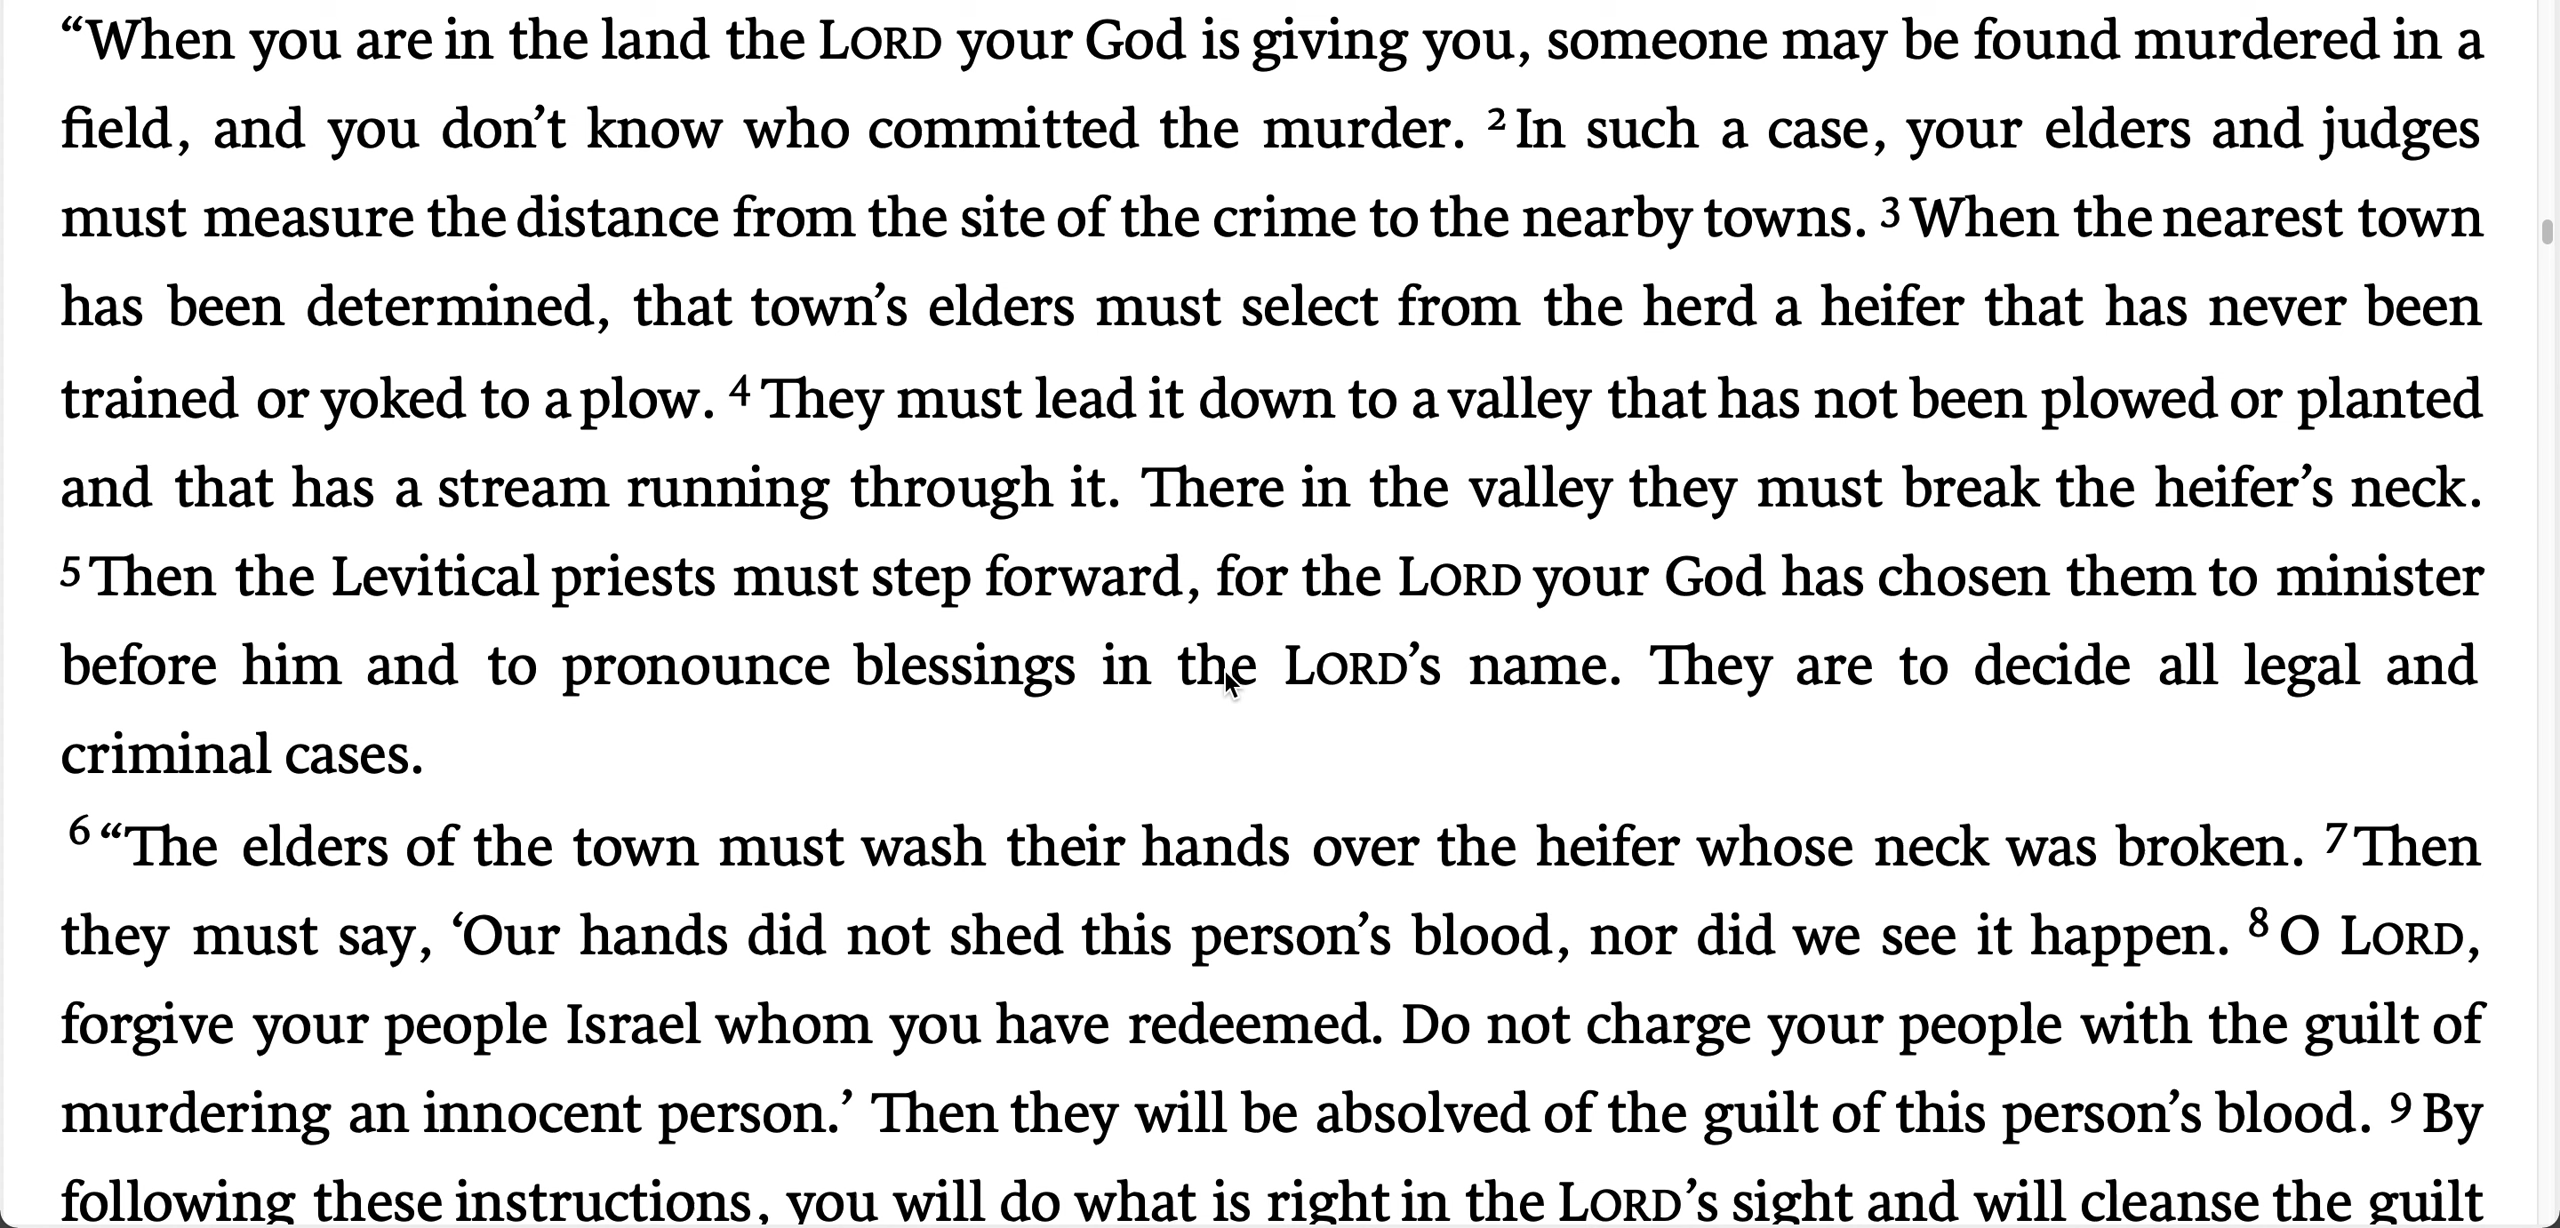 “When you are in the land the LORD your God is giving you, someone may be found murdered in a
field, and you don’t know who committed the murder. 2 In such a case, your elders and judges
must measure the distance from the site of the crime to the nearby towns. 3 When the nearest town
has been determined, that town’s elders must select from the herd a heifer that has never been
trained or yoked to a plow. 4 They must lead it down to a valley that has not been plowed or planted
and that has a stream running through it. There in the valley they must break the heifer’s neck.
5 Then the Levitical priests must step forward, for the LORD your God has chosen them to minister
before him and to pronounce blessings in the LORD’s name. They are to decide all legal and
criminal cases.
6 “The elders of the town must wash their hands over the heifer whose neck was broken. 7 Then
they must say, ‘Our hands did not shed this person’s blood, nor did we see it happen. 8 O LORD,
forgive your people Israel whom you have redeemed. Do not charge your people with the guilt of
murdering an innocent person.’ Then they will be absolved of the guilt of this person’s blood. 9 By
following these instructions, you will do what is right in the LORD’s sight and will cleanse the guilt